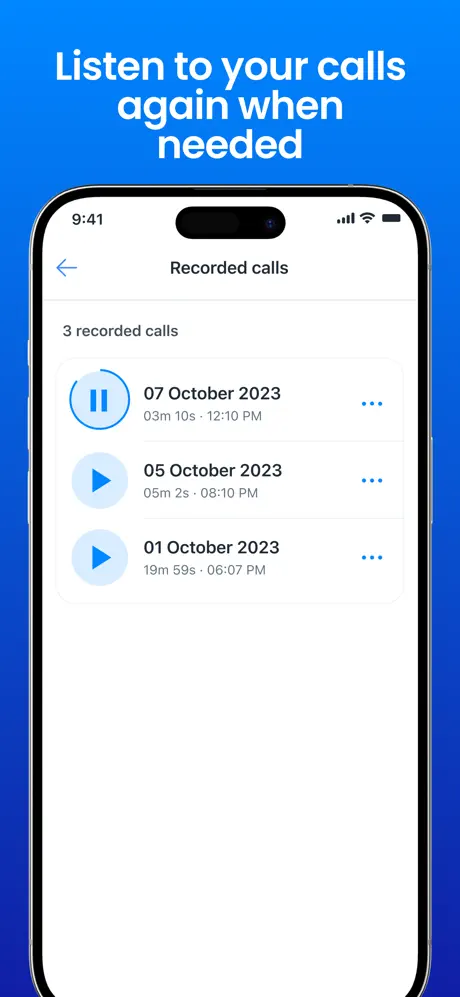 Listen to your calls
again when
needed
9:41
Recorded calls
3 recorded calls
07 October 2023
03m 10s · 12:10 PM
05 October 2023
05m 2s · 08:10 PM
01 October 2023
19m 59s · 06:07 PM